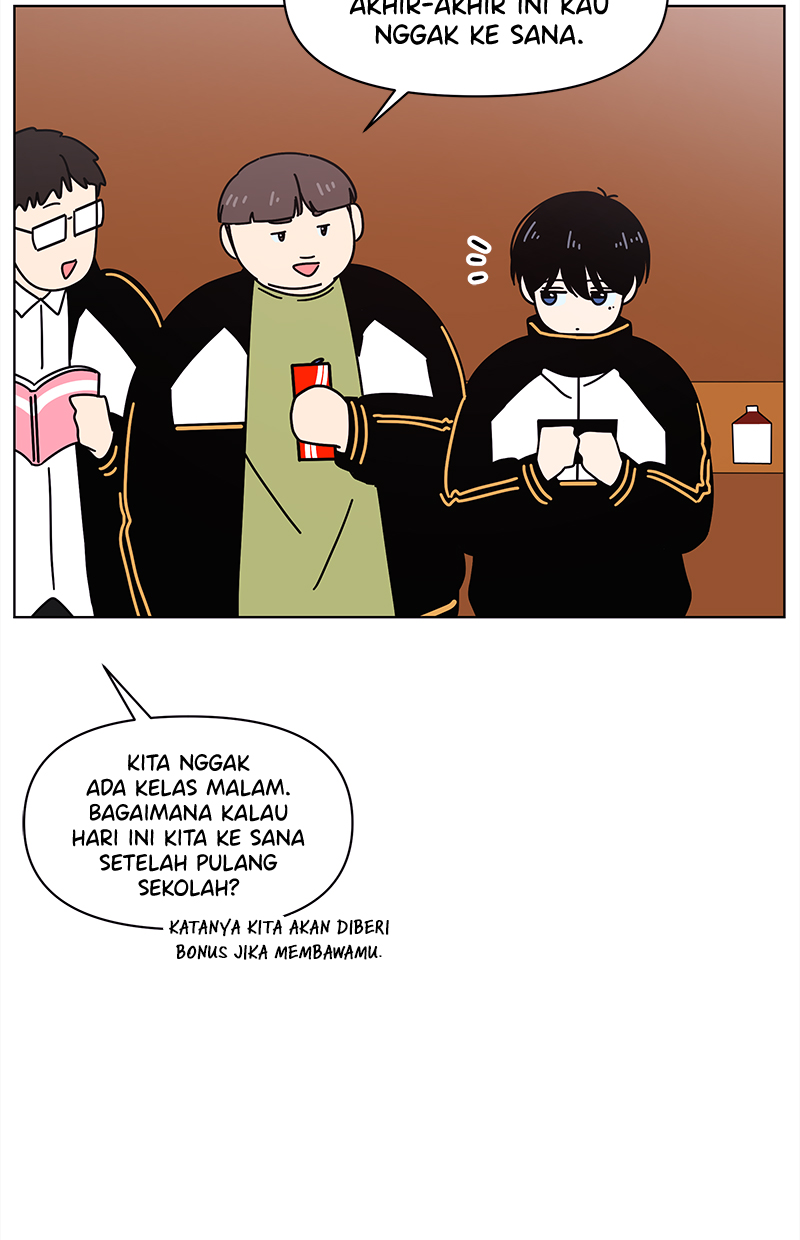 AKHIR-AKHIR INI KAU
NGGAK KE SANA.
KITA NGGAK
ADA KELAS MALAM.
BAGAIMANA KALAU
HARI INI KITA KE SANA
SETELAH PULANG
SEKOLAH?
KATANYA KITA AKAN DIBERI
BONUS JIKA MEMBAWAMU.